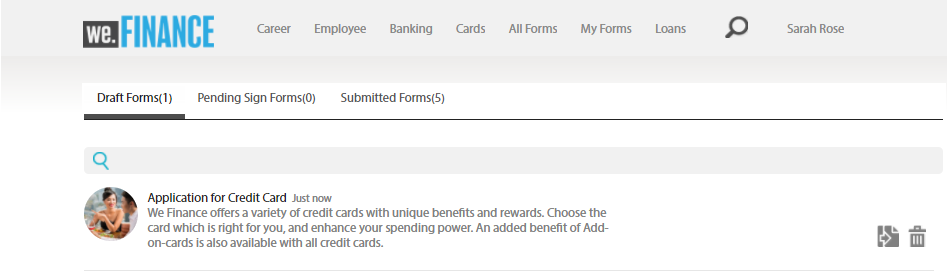 we.FINANCE Career Employee Banking Cards All Forms My Forms Loans Sarah Rose
Draft Forms(1) Pending Sign Forms(0) Submitted Forms(5)
Application for Credit Card Just now
We Finance offers a variety of credit cards with unique benefits and rewards. Choose the
card which is right for you, and enhance your spending power. An added benefit of Add-
on-cards is also available with all credit cards.